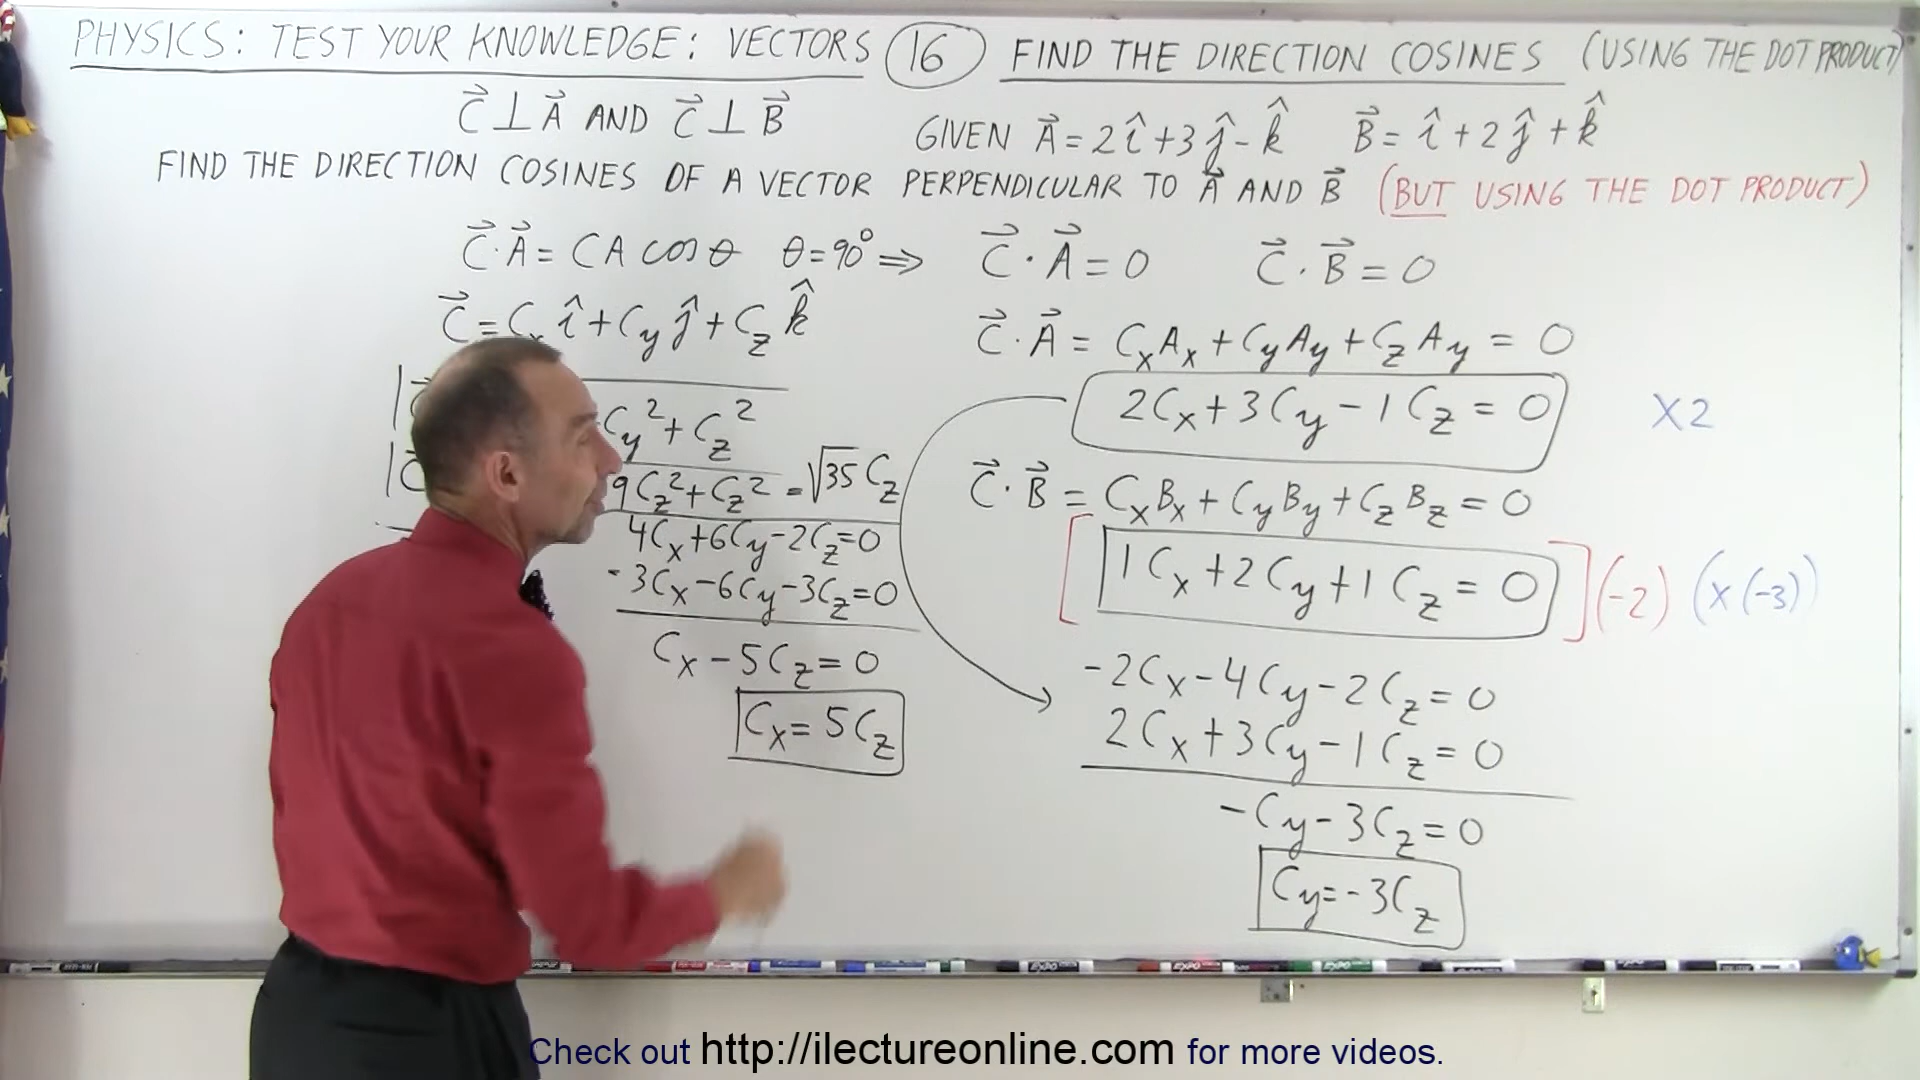 PHYSICS: TEST YOUR KNOWLEDGE: VECTORS (16) FIND THE DIRECTION COSINES (USING THE DOT PRODUCT)
C⃗ ⊥ A⃗ AND C⃗ ⊥ B⃗
GIVEN A⃗ = 2î + 3ĵ - k̂ B⃗ = î + 2ĵ + k̂
FIND THE DIRECTION COSINES OF A VECTOR PERPENDICULAR TO A⃗ AND B⃗ (BUT USING THE DOT PRODUCT)
C⃗·A⃗ = CA cos θ θ = 90° ⇒ C⃗·A⃗ = 0 C⃗·B⃗ = 0
C⃗ = Cₓ î + Cy ĵ + Cz k̂
|C
Cy² + Cz²
|C
9Cz² + Cz² = √35 Cz
4Cx + 6Cy - 2Cz = 0
-3Cx - 6Cy - 3Cz = 0
Cx - 5Cz = 0
Cx = 5Cz
C⃗·A⃗ = CxAx + CyAy + CzAy = 0
2Cx + 3Cy - 1Cz = 0 X2
C⃗·B⃗ = CxBx + CyBy + CzBz = 0
[1Cx + 2Cy + 1Cz = 0] (-2) (x(-3))
-2Cx - 4Cy - 2Cz = 0
2Cx + 3Cy - 1Cz = 0
-Cy - 3Cz = 0
Cy = -3Cz
EXPO EXPO EXPO
Check out http://ilectureonline.com for more videos.